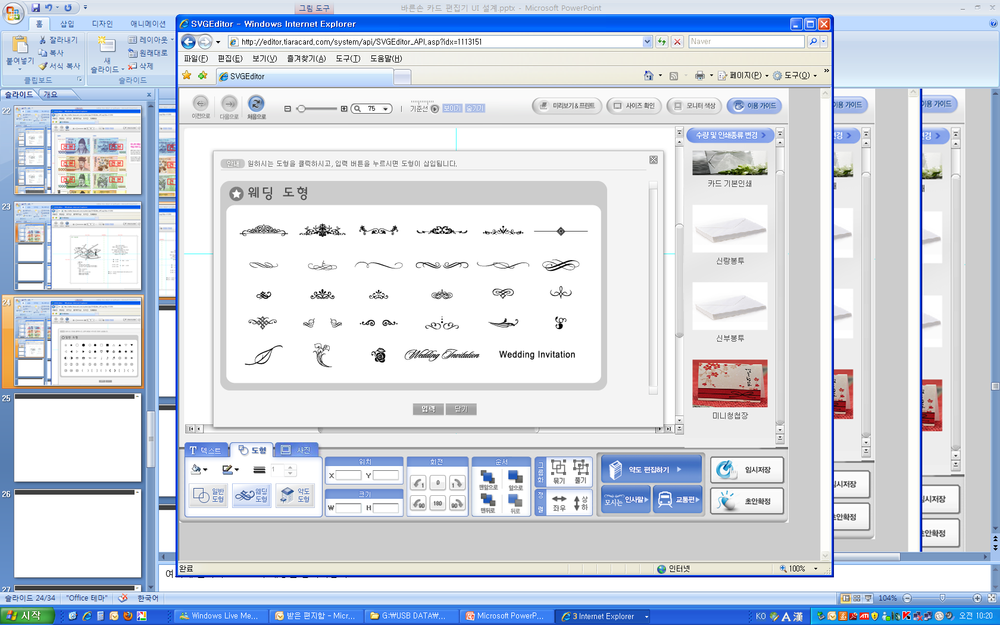 그림 도구
바른손 카드 편집기 UI 설계.pptx - Microsoft PowerPoint
홈
삽입
디자인
애니메이션
붙여넣기
잘라내기
복사
서식 복사
클립보드
새
슬라이드
레이아웃
원래대로
삭제
슬라이드
슬라이드
개요
22
23
24
25
26
27
SVGEditor - Windows Internet Explorer
http://editor.tiaracard.com/system/api/SVGEditor_API.asp?idx=1113151
Naver
파일(F)
편집(E)
보기(V)
즐겨찾기(A)
도구(T)
도움말(H)
SVGEditor
페이지(P)
도구(O)
이전으로
다음으로
처음으로
75
기준선
보이기
숨기기
미리보기&프린트
사이즈 확인
모니터 색상
이용 가이드
수량 및 인쇄종류 변경
카드 기본인쇄
신랑봉투
신부봉투
미니청첩장
안내
원하시는 도형을 클릭하시고, 입력 버튼을 누르시면 도형이 삽입됩니다.
웨딩 도형
Wedding Invitation
Wedding Invitation
입력
닫기
T 텍스트
도형
사진
1
일반
도형
웨딩
도형
약도
도형
위치
X
Y
크기
W
H
회전
1
0
1
90
180
90
순서
맨앞으로
앞으로
맨뒤로
뒤로
그룹화
묶기
풀기
정렬
좌우
상하
약도 편집하기
모시는 인사말
교통편
임시저장
초안확정
이용 가이드
이용 가이드
초안확정
초안확정
완료
인터넷
100%
슬라이드 24/34
"Office 테마"
한국어
104%
시작
Windows Live Me...
받은 편지함 - Micr...
G:\USB DATA\...
Microsoft PowerP...
3 Internet Explorer
KO
A 漢
오전 10:20